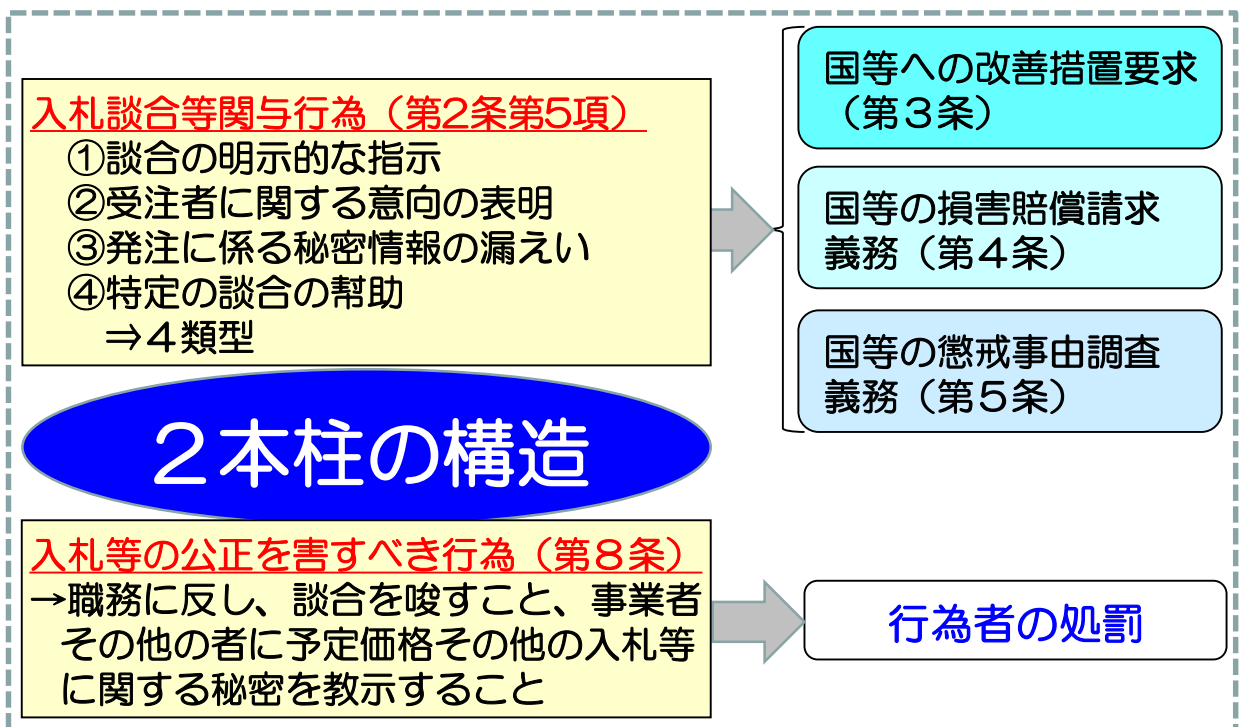 入札談合等関与行為（第2条第5項）
①談合の明示的な指示
②受注者に関する意向の表明
③発注に係る秘密情報の漏えい
④特定の談合の幇助
⇒４類型
国等への改善措置要求
（第３条）
国等の損害賠償請求
義務（第４条）
国等の懲戒事由調査
義務（第５条）
２本柱の構造
入札等の公正を害すべき行為（第８条）
→職務に反し、談合を唆すこと、事業者
その他の者に予定価格その他の入札等
に関する秘密を教示すること
行為者の処罰